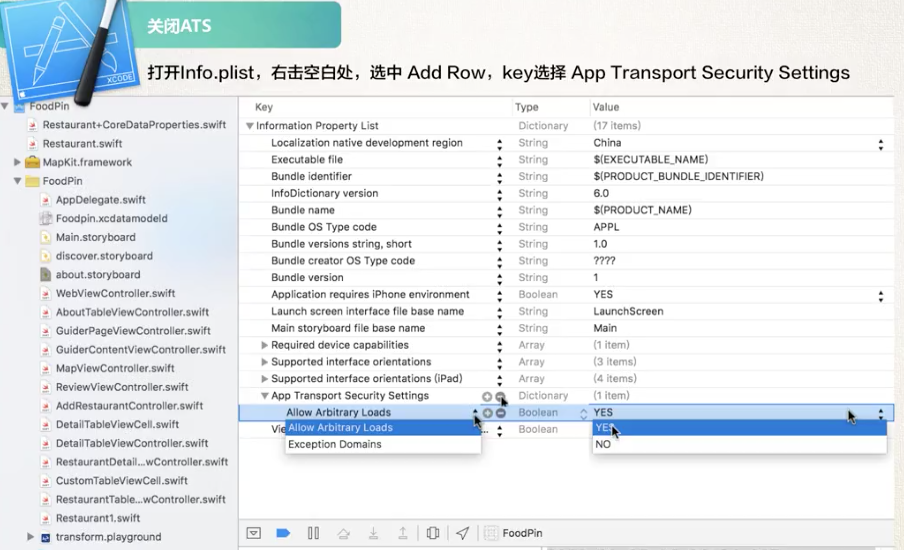 关闭ATS
XCODE
打开Info.plist，右击空白处，选中 Add Row，key选择 App Transport Security Settings
FoodPin
Restaurant+CoreDataProperties.swift
Restaurant.swift
MapKit.framework
FoodPin
AppDelegate.swift
Foodpin.xcdatamodeld
Main.storyboard
discover.storyboard
about.storyboard
WebViewController.swift
AboutTableViewController.swift
GuiderPageViewController.swift
GuiderContentViewController.swift
MapViewController.swift
ReviewViewController.swift
AddRestaurantController.swift
DetailTableViewCell.swift
DetailTableViewController.swift
RestaurantDetail...wController.swift
CustomTableViewCell.swift
RestaurantTable...wController.swift
Restaurant1.swift
transform.playground
Key Type Value
Information Property List Dictionary (17 items)
Localization native development region String China
Executable file String $(EXECUTABLE_NAME)
Bundle identifier String $(PRODUCT_BUNDLE_IDENTIFIER)
InfoDictionary version String 6.0
Bundle name String $(PRODUCT_NAME)
Bundle OS Type code String APPL
Bundle versions string, short String 1.0
Bundle creator OS Type code String ????
Bundle version String 1
Application requires iPhone environment Boolean YES
Launch screen interface file base name String LaunchScreen
Main storyboard file base name String Main
Required device capabilities Array (1 item)
Supported interface orientations Array (3 items)
Supported interface orientations (iPad) Array (4 items)
App Transport Security Settings Dictionary (1 item)
Allow Arbitrary Loads Boolean YES
Vie ... Boolean
Allow Arbitrary Loads YES
Exception Domains NO
FoodPin